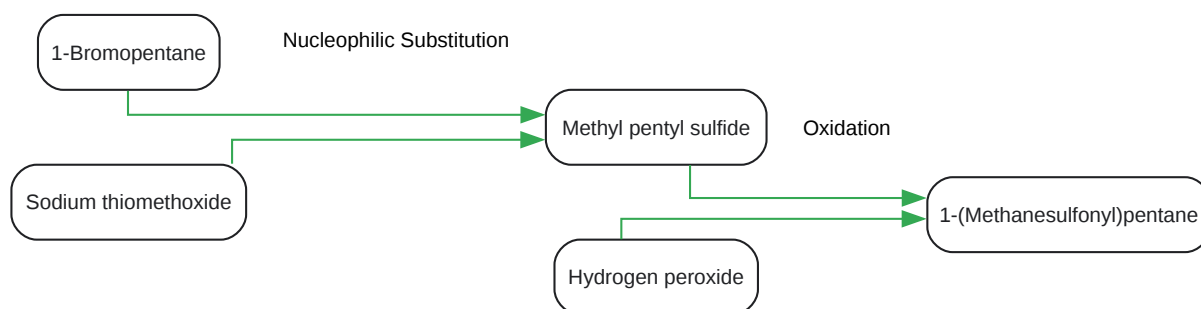 1-Bromopentane
Nucleophilic Substitution
Methyl pentyl sulfide
Oxidation
Sodium thiomethoxide
1-(Methanesulfonyl)pentane
Hydrogen peroxide